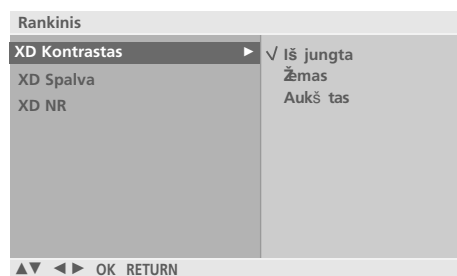 Rankinis
XD Kontrastas ► √ Iš jungta
XD Spalva Žemas
XD NR Aukš tas
▲▼ ◄ ► OK RETURN